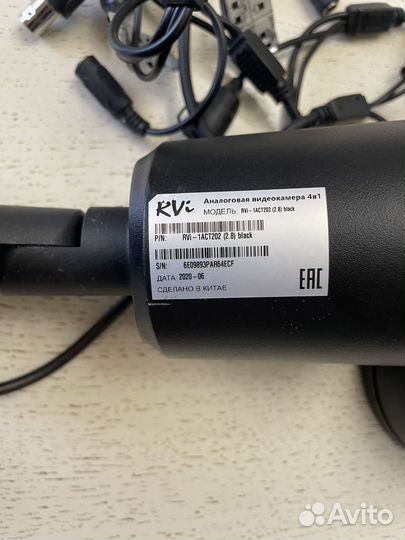 RVi
Аналоговая видеокамера 4в1
МОДЕЛЬ: RVi-1ACT202 (2.8) black
P/N: RVi-1ACT202 (2.8) black
S/N: 6E09893PAR64ECF
ДАТА: 2020-06
СДЕЛАНО В КИТАЕ
EAC
Avito